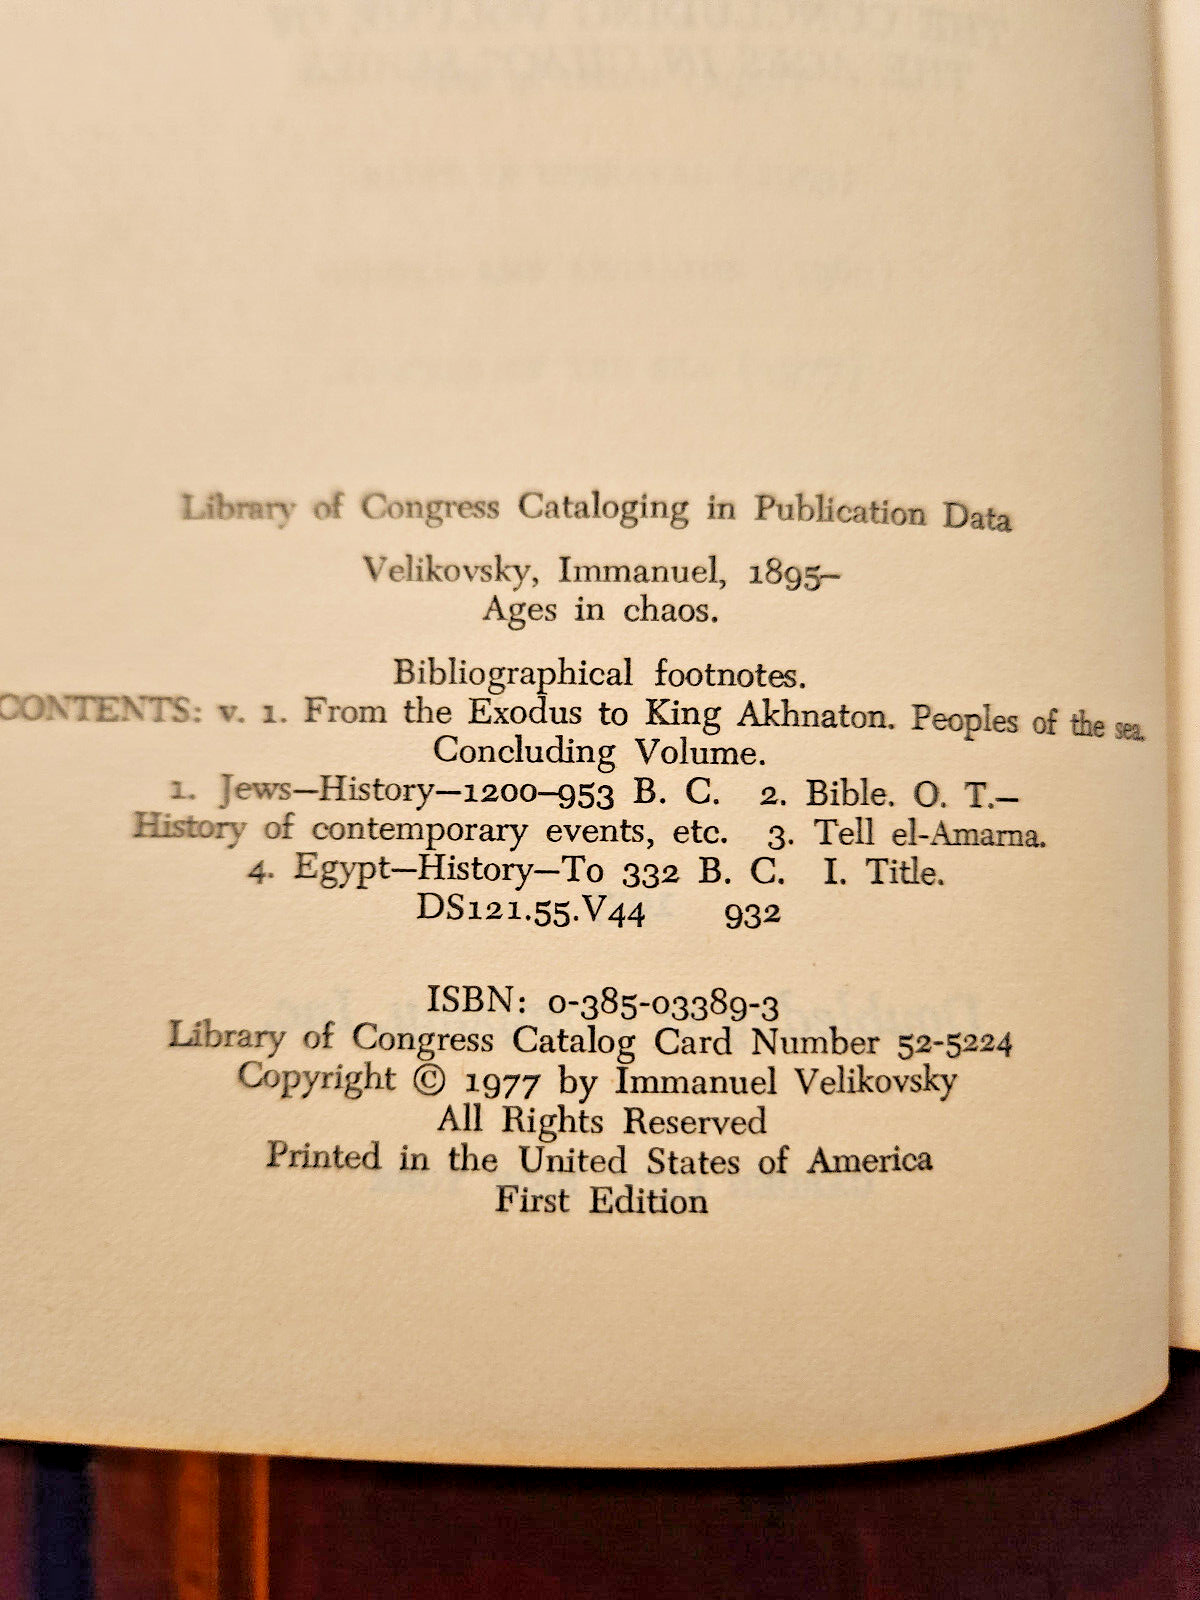 Library of Congress Cataloging in Publication Data
Velikovsky, Immanuel, 1895–
Ages in chaos.
Bibliographical footnotes.
CONTENTS: v. 1. From the Exodus to King Akhnaton. Peoples of the sea.
Concluding Volume.
1. Jews—History—1200–953 B. C. 2. Bible. O. T.—
History of contemporary events, etc. 3. Tell el-Amarna.
4. Egypt—History—To 332 B. C. I. Title.
DS121.55.V44 932
ISBN: 0-385-03389-3
Library of Congress Catalog Card Number 52-5224
Copyright © 1977 by Immanuel Velikovsky
All Rights Reserved
Printed in the United States of America
First Edition